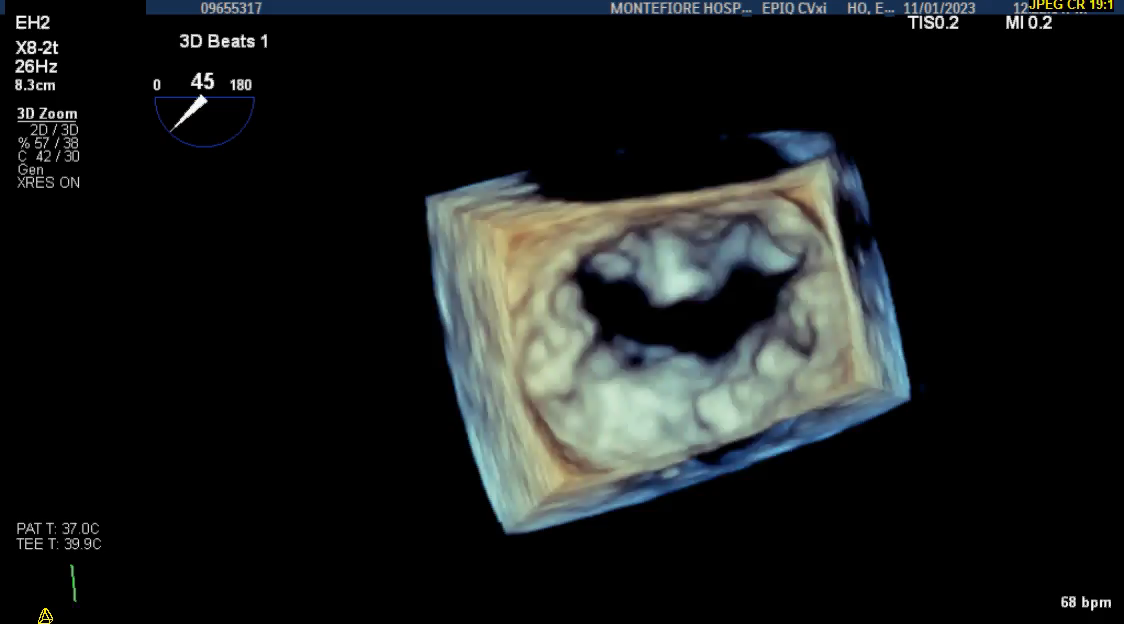 09655317 MONTEFIORE HOSP... EPIQ CVxi HO, E... 11/01/2023
JPEG CR 19:1
EH2
TIS0.2 MI 0.2
X8-2t
26Hz
8.3cm
3D Beats 1
0 45 180
3D Zoom
2D / 3D
% 57 / 38
C 42 / 30
Gen
XRES ON
PAT T: 37.0C
TEE T: 39.9C
68 bpm